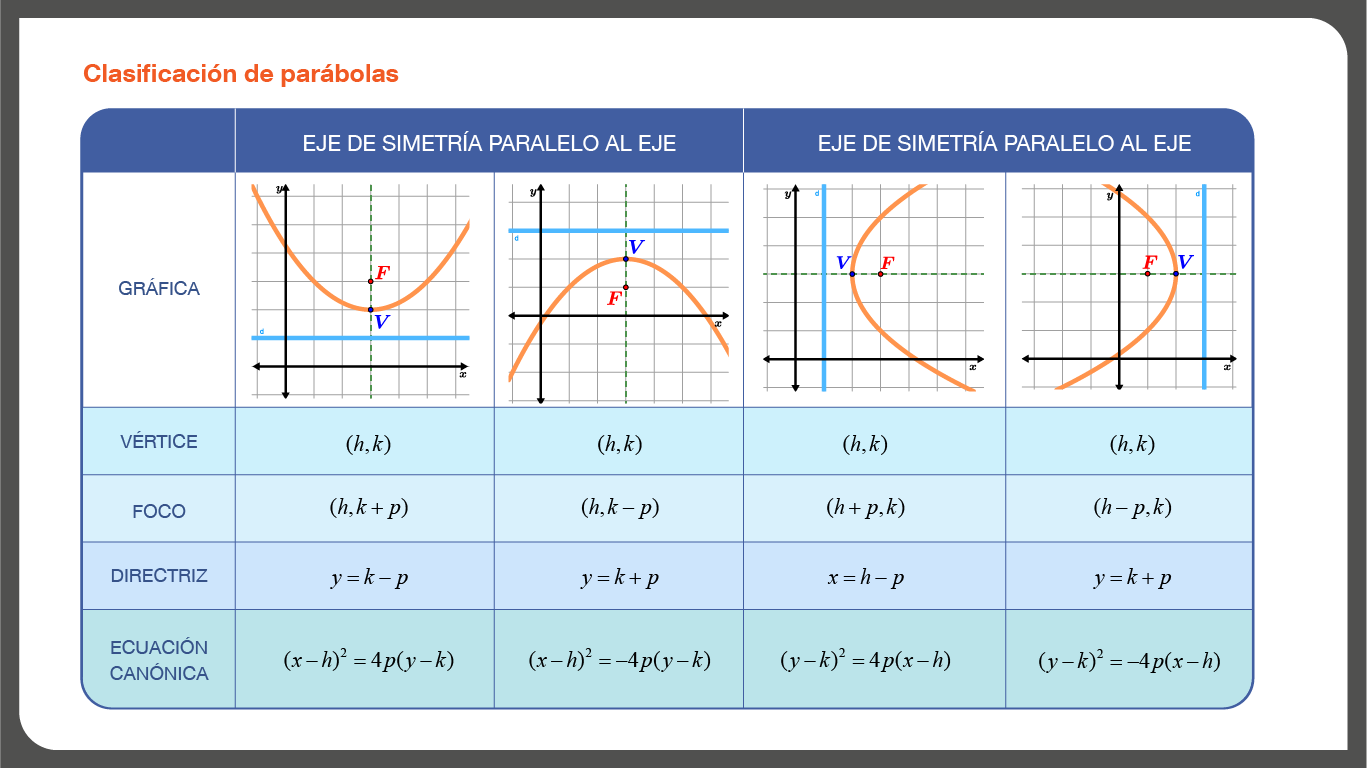 Clasificación de parábolas
EJE DE SIMETRÍA PARALELO AL EJE
EJE DE SIMETRÍA PARALELO AL EJE
GRÁFICA
y
F
V
d
x
y
d
V
F
x
y
d
V
F
x
y
d
F
V
x
VÉRTICE
(h,k)
(h,k)
(h,k)
(h,k)
FOCO
(h,k+p)
(h,k−p)
(h+p,k)
(h−p,k)
DIRECTRIZ
y=k−p
y=k+p
x=h−p
y=k+p
ECUACIÓN
CANÓNICA
(x−h)²=4p(y−k)
(x−h)²=−4p(y−k)
(y−k)²=4p(x−h)
(y−k)²=−4p(x−h)